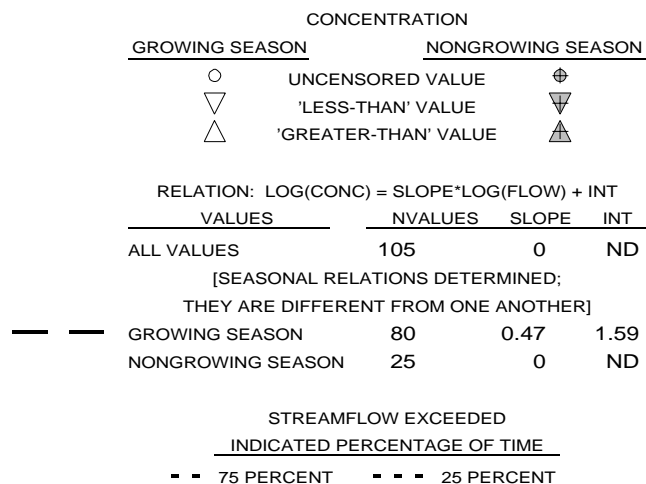 CONCENTRATION
GROWING SEASON NONGROWING SEASON
UNCENSORED VALUE
'LESS-THAN' VALUE
'GREATER-THAN' VALUE
RELATION: LOG(CONC) = SLOPE*LOG(FLOW) + INT
VALUES NVALUES SLOPE INT
ALL VALUES 105 0 ND
[SEASONAL RELATIONS DETERMINED;
THEY ARE DIFFERENT FROM ONE ANOTHER]
GROWING SEASON 80 0.47 1.59
NONGROWING SEASON 25 0 ND
STREAMFLOW EXCEEDED
INDICATED PERCENTAGE OF TIME
75 PERCENT 25 PERCENT